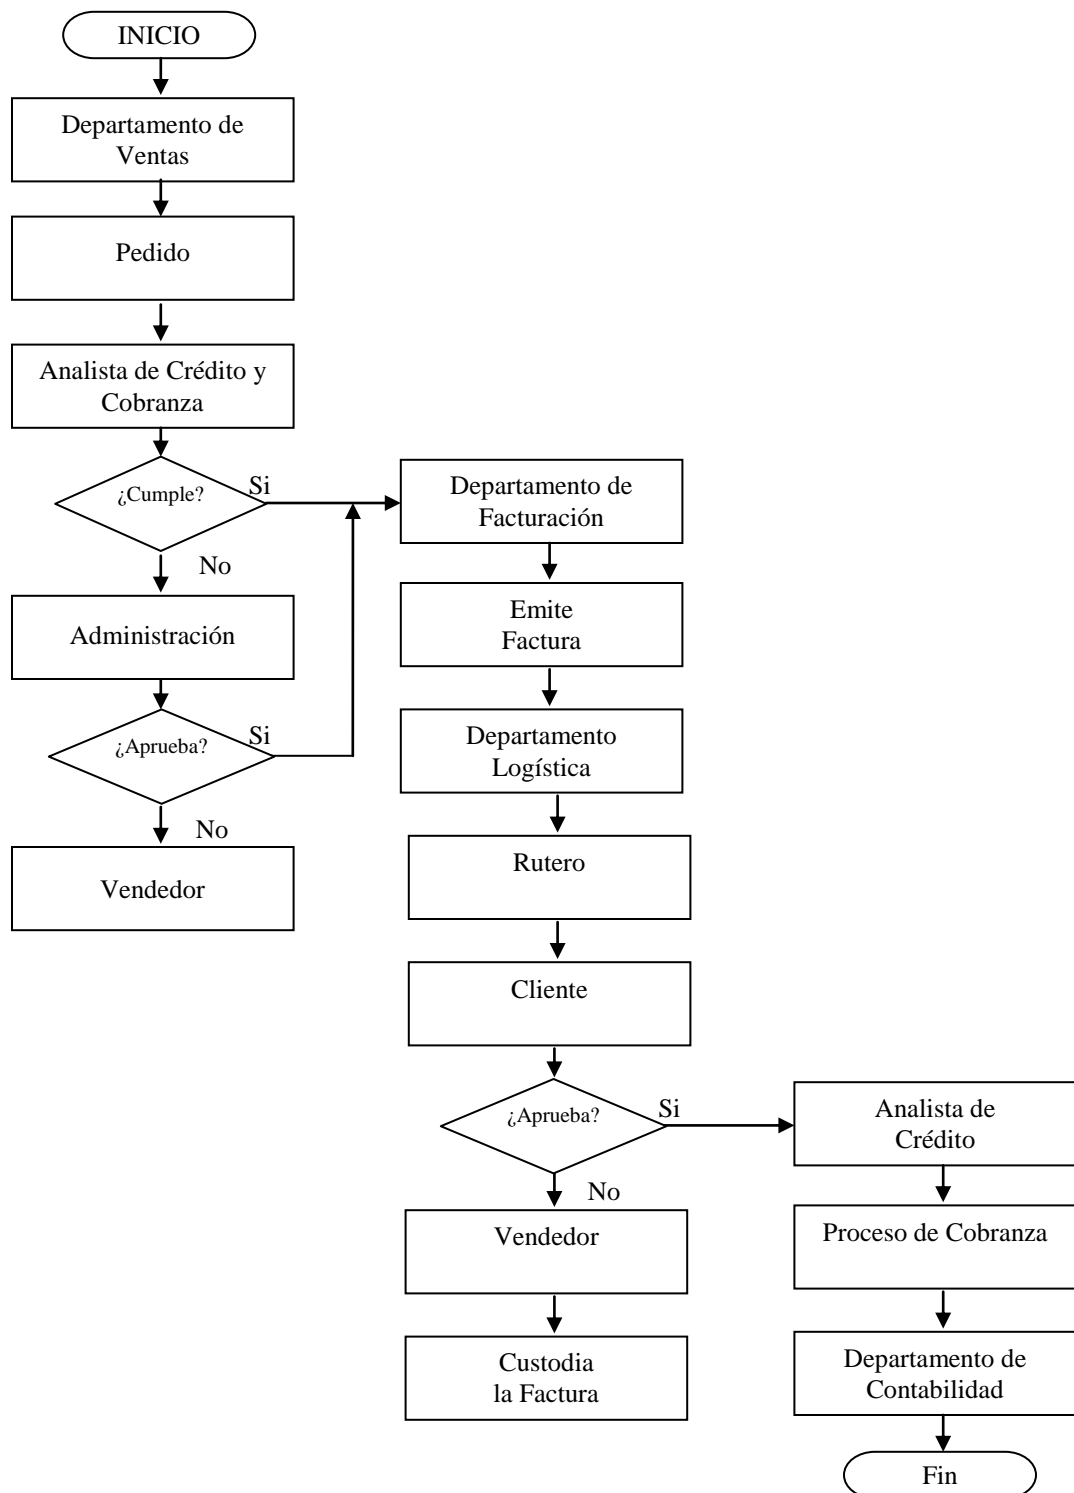 INICIO
Departamento de
Ventas
Pedido
Analista de Crédito y
Cobranza
¿Cumple?
Si
No
Administración
¿Aprueba?
Si
No
Vendedor
Departamento de
Facturación
Emite
Factura
Departamento
Logística
Rutero
Cliente
¿Aprueba?
Si
No
Vendedor
Custodia
la Factura
Analista de
Crédito
Proceso de Cobranza
Departamento de
Contabilidad
Fin